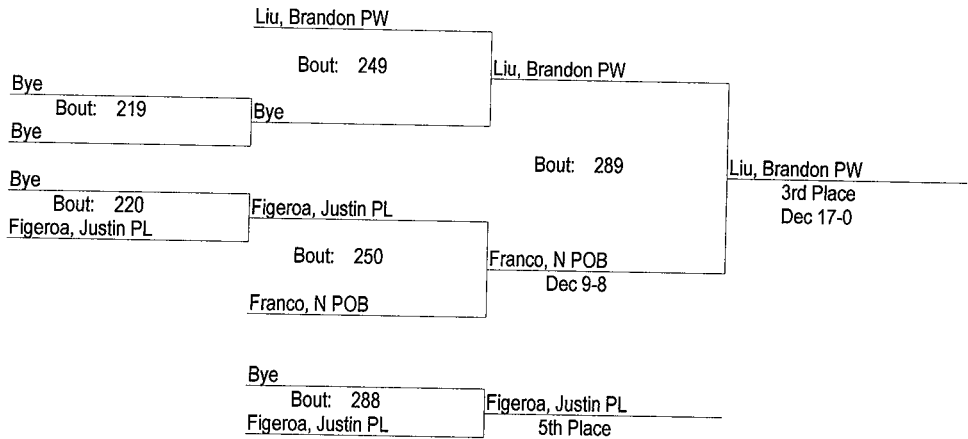 Liu, Brandon PW
Bout: 249
Liu, Brandon PW
Bye
Bout: 219
Bye
Bye
Bout: 289
Liu, Brandon PW
3rd Place
Dec 17-0
Bye
Bout: 220
Figeroa, Justin PL
Figeroa, Justin PL
Bout: 250
Franco, N POB
Dec 9-8
Franco, N POB
Bye
Bout: 288
Figeroa, Justin PL
Figeroa, Justin PL
5th Place